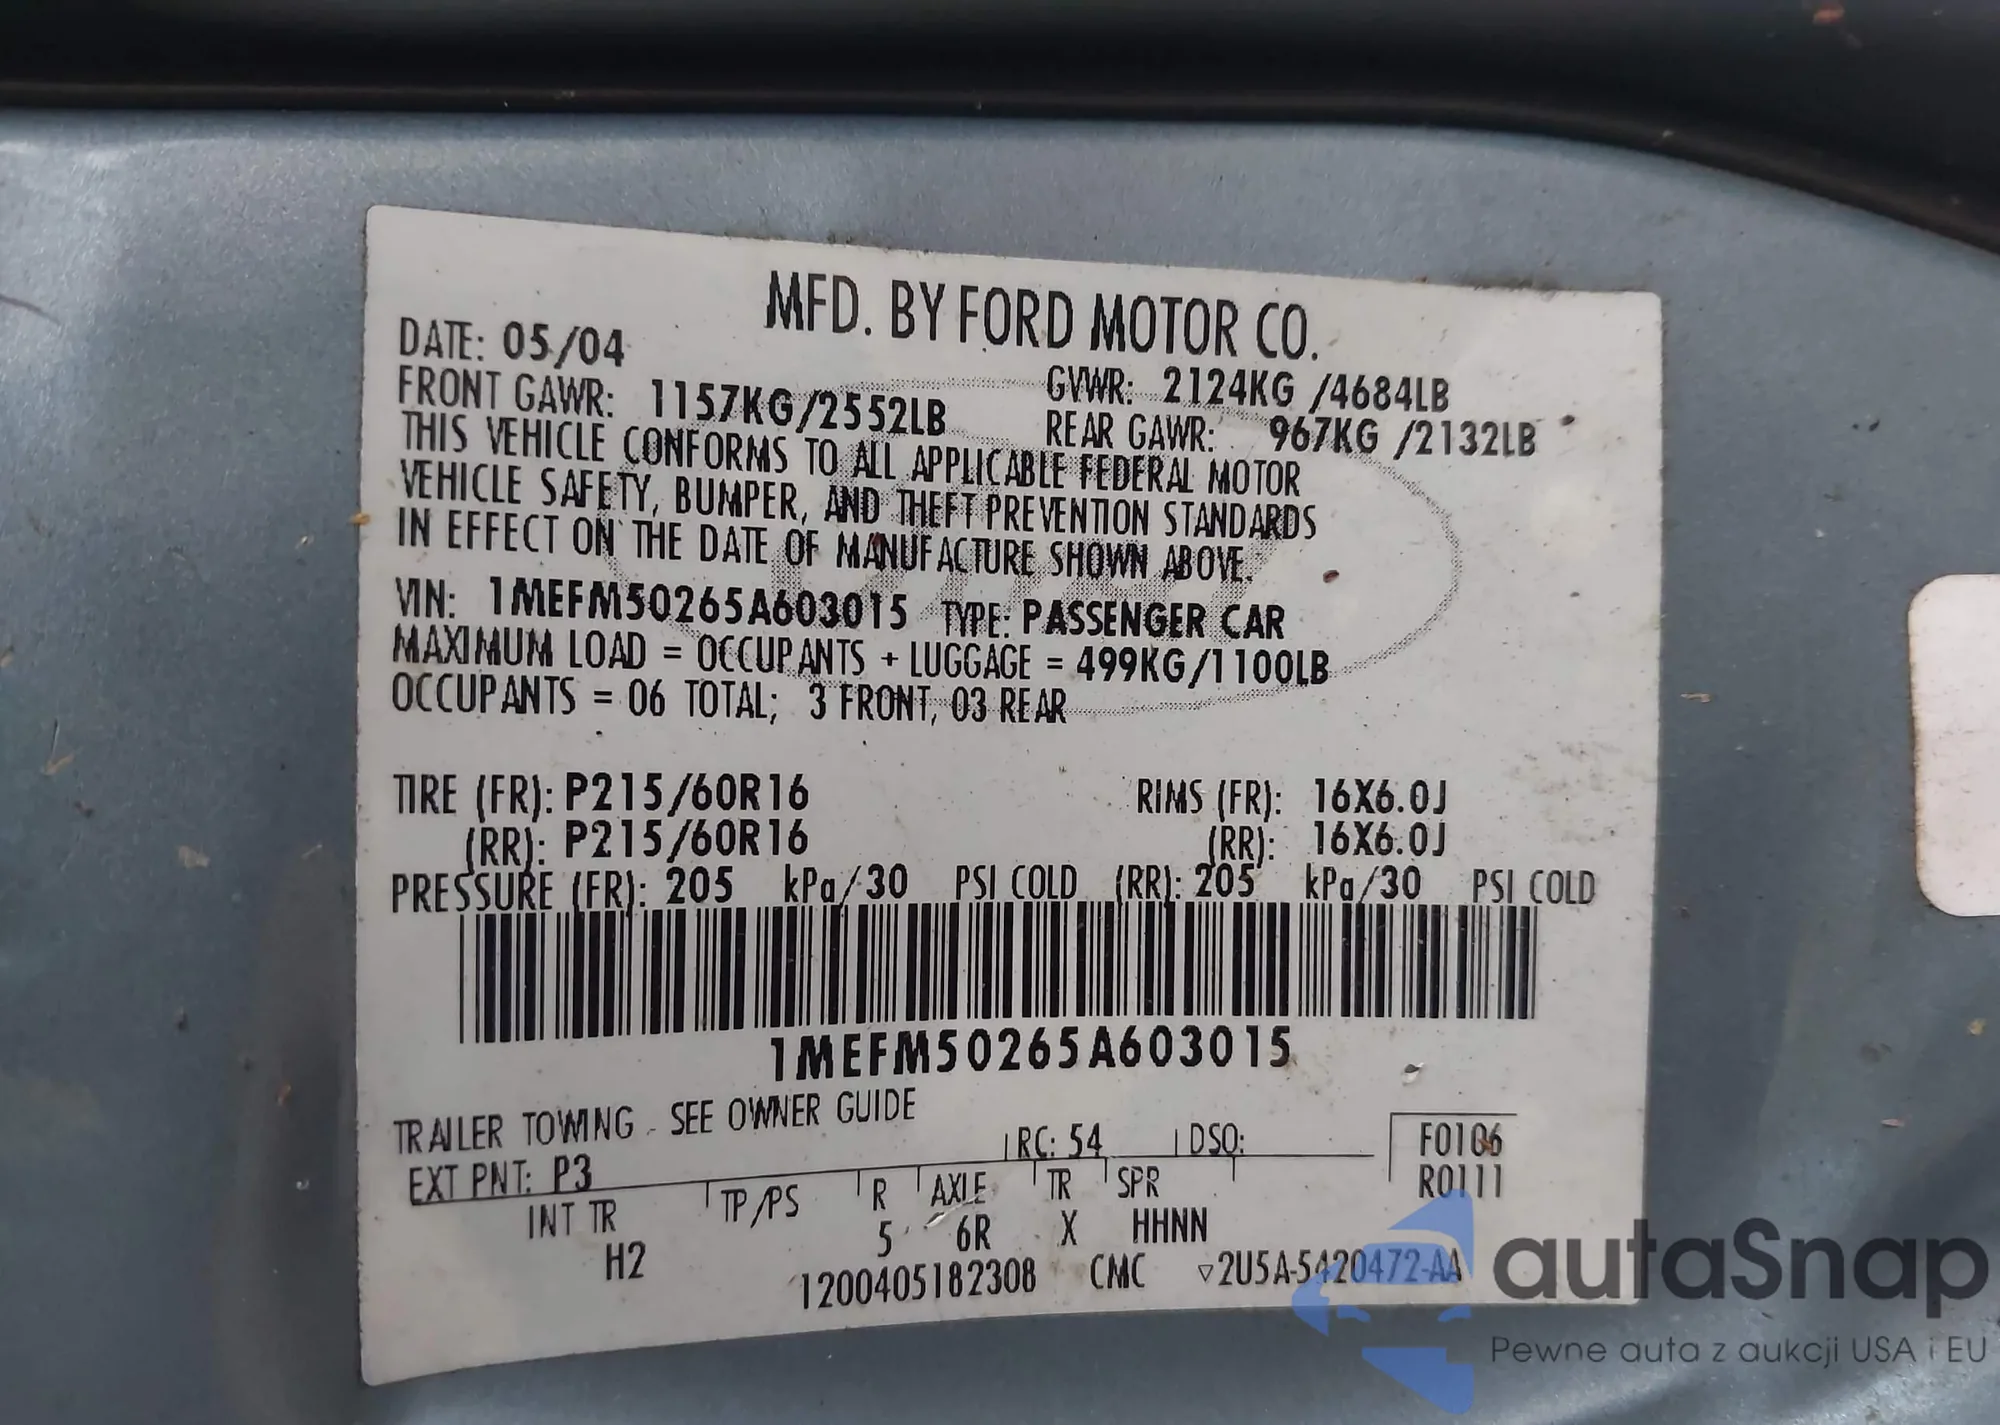 MFD. BY FORD MOTOR CO.
DATE: 05/04
GVWR: 2124KG /4684LB
FRONT GAWR: 1157KG/2552LB
REAR GAWR: 967KG /2132LB
THIS VEHICLE CONFORMS TO ALL APPLICABLE FEDERAL MOTOR
VEHICLE SAFETY, BUMPER, AND THEFT PREVENTION STANDARDS
IN EFFECT ON THE DATE OF MANUFACTURE SHOWN ABOVE.
VIN: 1MEFM50265A603015 TYPE: PASSENGER CAR
MAXIMUM LOAD = OCCUPANTS + LUGGAGE = 499KG/1100LB
OCCUPANTS = 06 TOTAL; 3 FRONT, 03 REAR
TIRE (FR): P215/60R16 RIMS (FR): 16X6.0J
(RR): P215/60R16 (RR): 16X6.0J
PRESSURE (FR): 205 kPa/30 PSI COLD (RR): 205 kPa/30 PSI COLD
1MEFM50265A603015
TRAILER TOWING - SEE OWNER GUIDE
EXT PNT: P3 RC: 54 DSO: F0106
R0111
INT TR TP/PS R AXLE TR SPR
H2 5 6R X HHNN
1200405182308 CMC ▽2U5A-5420472-AA
autaSnap
Pewne auta z aukcji USA i EU